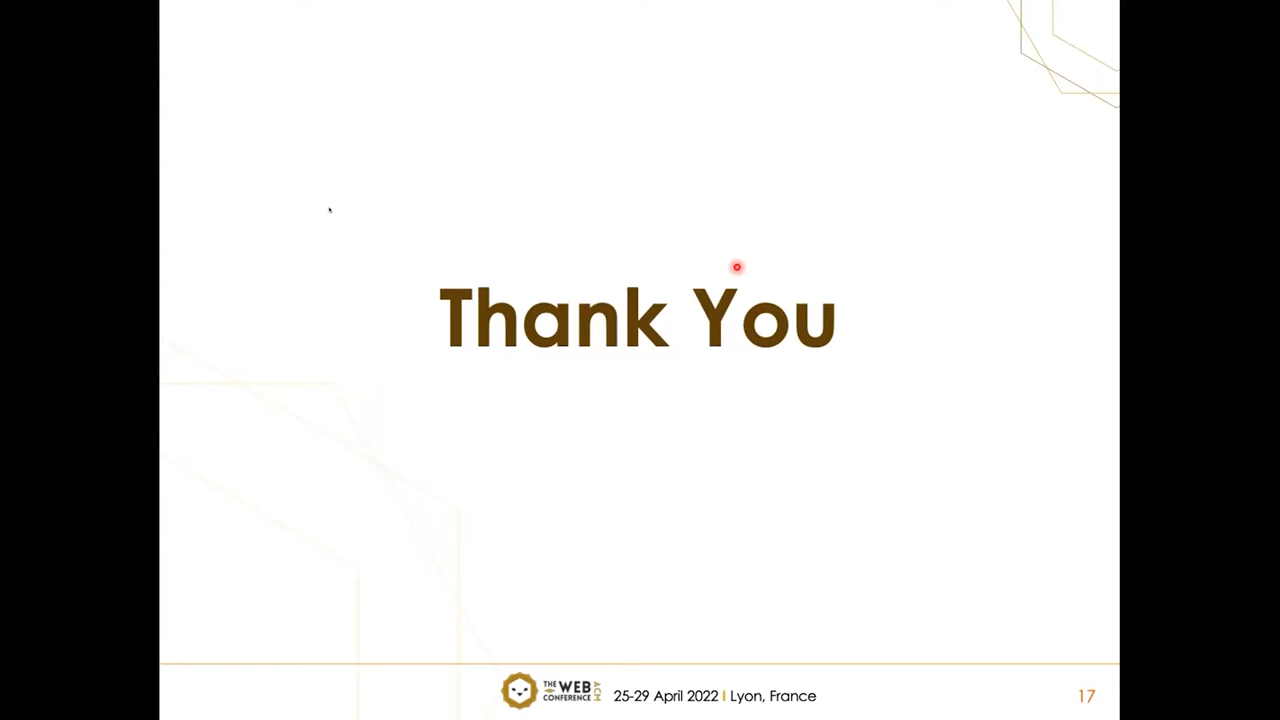 Thank You
THE WEB CONFERENCE ACM
25-29 April 2022 | Lyon, France
17